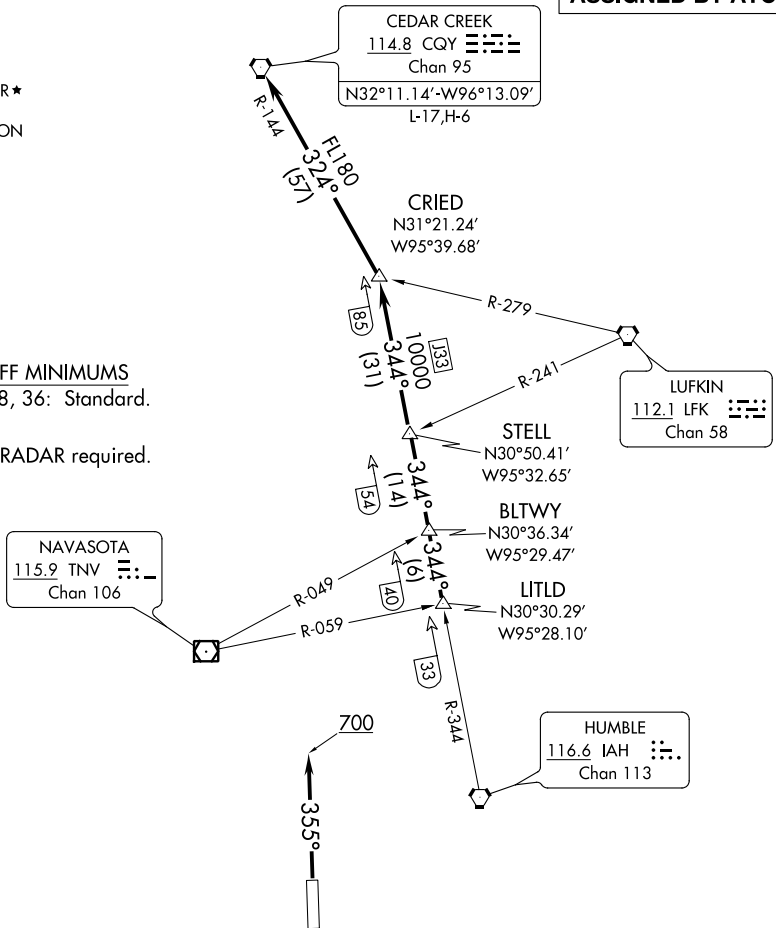 ASSIGNED BY ATC
CEDAR CREEK
114.8 CQY
Chan 95
N32°11.14'-W96°13.09'
L-17,H-6
R★
ON
R-144
FL180
324°
(57)
CRIED
N31°21.24'
W95°39.68'
85
R-279
J33
10000
344°
(31)
R-241
LUFKIN
112.1 LFK
Chan 58
FF MINIMUMS
8, 36: Standard.
RADAR required.
STELL
N30°50.41'
W95°32.65'
54
344°
(14)
BLTWY
N30°36.34'
W95°29.47'
NAVASOTA
115.9 TNV
Chan 106
R-049
40
344°
(6)
LITLD
N30°30.29'
W95°28.10'
R-059
33
R-344
HUMBLE
116.6 IAH
Chan 113
700
355°